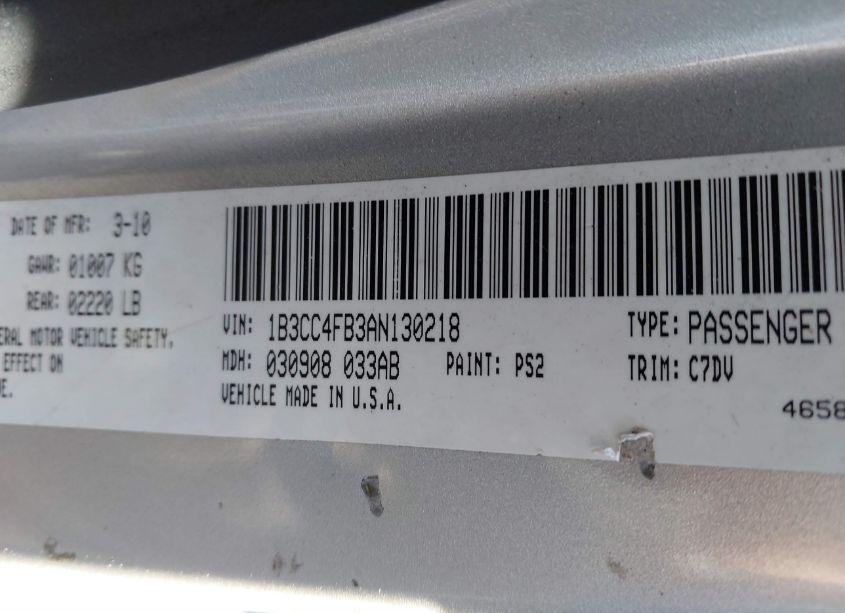 DATE OF MFR: 3-10
GAWR: 01007 KG
REAR: 02220 LB
ERAL MOTOR VEHICLE SAFETY,
EFFECT ON
E.
VIN: 1B3CC4FB3AN130218
TYPE: PASSENGER
MDH: 030908 033AB PAINT: PS2
TRIM: C7DV
VEHICLE MADE IN U.S.A.
4658